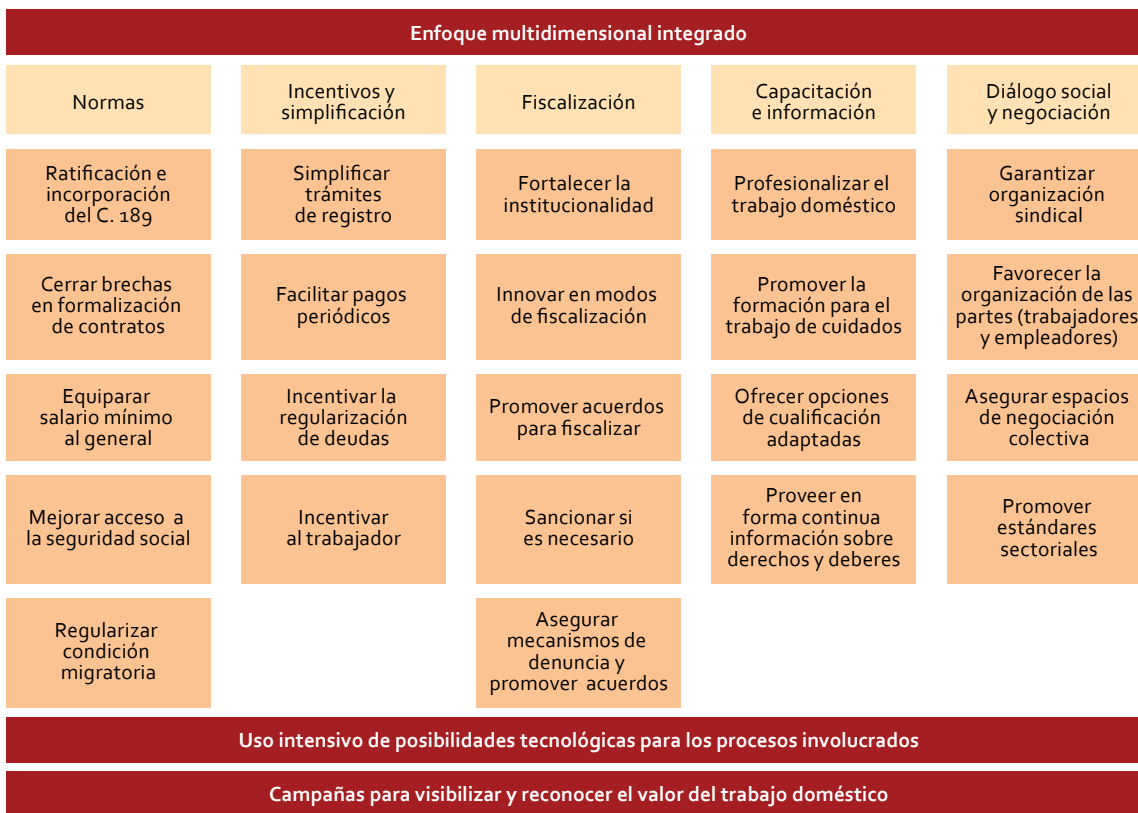 Enfoque multidimensional integrado
Normas
Incentivos y
simplificación
Fiscalización
Capacitación
e información
Diálogo social
y negociación
Ratificación e
incorporación
del C. 189
Simplificar
trámites
de registro
Fortalecer la
institucionalidad
Profesionalizar el
trabajo doméstico
Garantizar
organización
sindical
Cerrar brechas
en formalización
de contratos
Facilitar pagos
periódicos
Innovar en modos
de fiscalización
Promover la
formación para el
trabajo de cuidados
Favorecer la
organización de las
partes (trabajadores
y empleadores)
Equiparar
salario mínimo
al general
Incentivar la
regularización
de deudas
Promover acuerdos
para fiscalizar
Ofrecer opciones
de cualificación
adaptadas
Asegurar espacios
de negociación
colectiva
Mejorar acceso a
la seguridad social
Incentivar
al trabajador
Sancionar si
es necesario
Proveer en
forma continua
información sobre
derechos y deberes
Promover
estándares
sectoriales
Regularizar
condición
migratoria
Asegurar
mecanismos de
denuncia y
promover acuerdos
Uso intensivo de posibilidades tecnológicas para los procesos involucrados
Campañas para visibilizar y reconocer el valor del trabajo doméstico